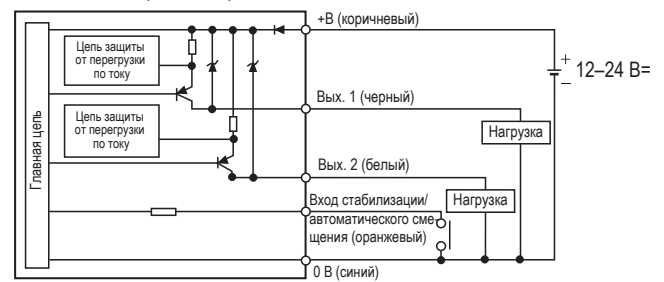 +В (коричневый)
Цепь защиты
от перегрузки
по току
12–24 В=
Вых. 1 (черный)
Цепь защиты
от перегрузки
по току
Нагрузка
Главная цепь
Вых. 2 (белый)
Вход стабилизации/
автоматического сме-
щения (оранжевый)
Нагрузка
0 В (синий)